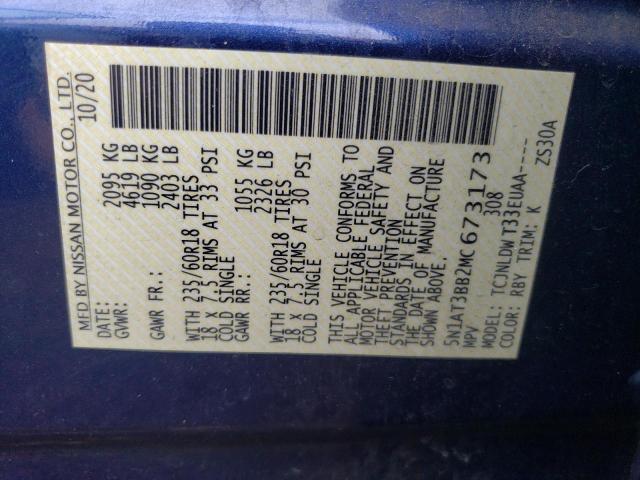 MFD BY NISSAN MOTOR CO., LTD.
DATE: 10/20
GVWR: 2095 KG
4619 LB
GAWR FR.: 1090 KG
2403 LB
WITH 235/60R18 TIRES
18 X 7.5 RIMS AT 33 PSI
COLD SINGLE
GAWR RR.: 1055 KG
2326 LB
WITH 235/60R18 TIRES
18 X 7.5 RIMS AT 30 PSI
COLD SINGLE
THIS VEHICLE CONFORMS TO
ALL APPLICABLE FEDERAL
MOTOR VEHICLE SAFETY AND
THEFT PREVENTION
STANDARDS IN EFFECT ON
THE DATE OF MANUFACTURE
SHOWN ABOVE.
5N1AT3BB2MC673173
MPV 308
MODEL: TCJNLDWT33EUAA----
COLOR: RBY TRIM: K ZS30A